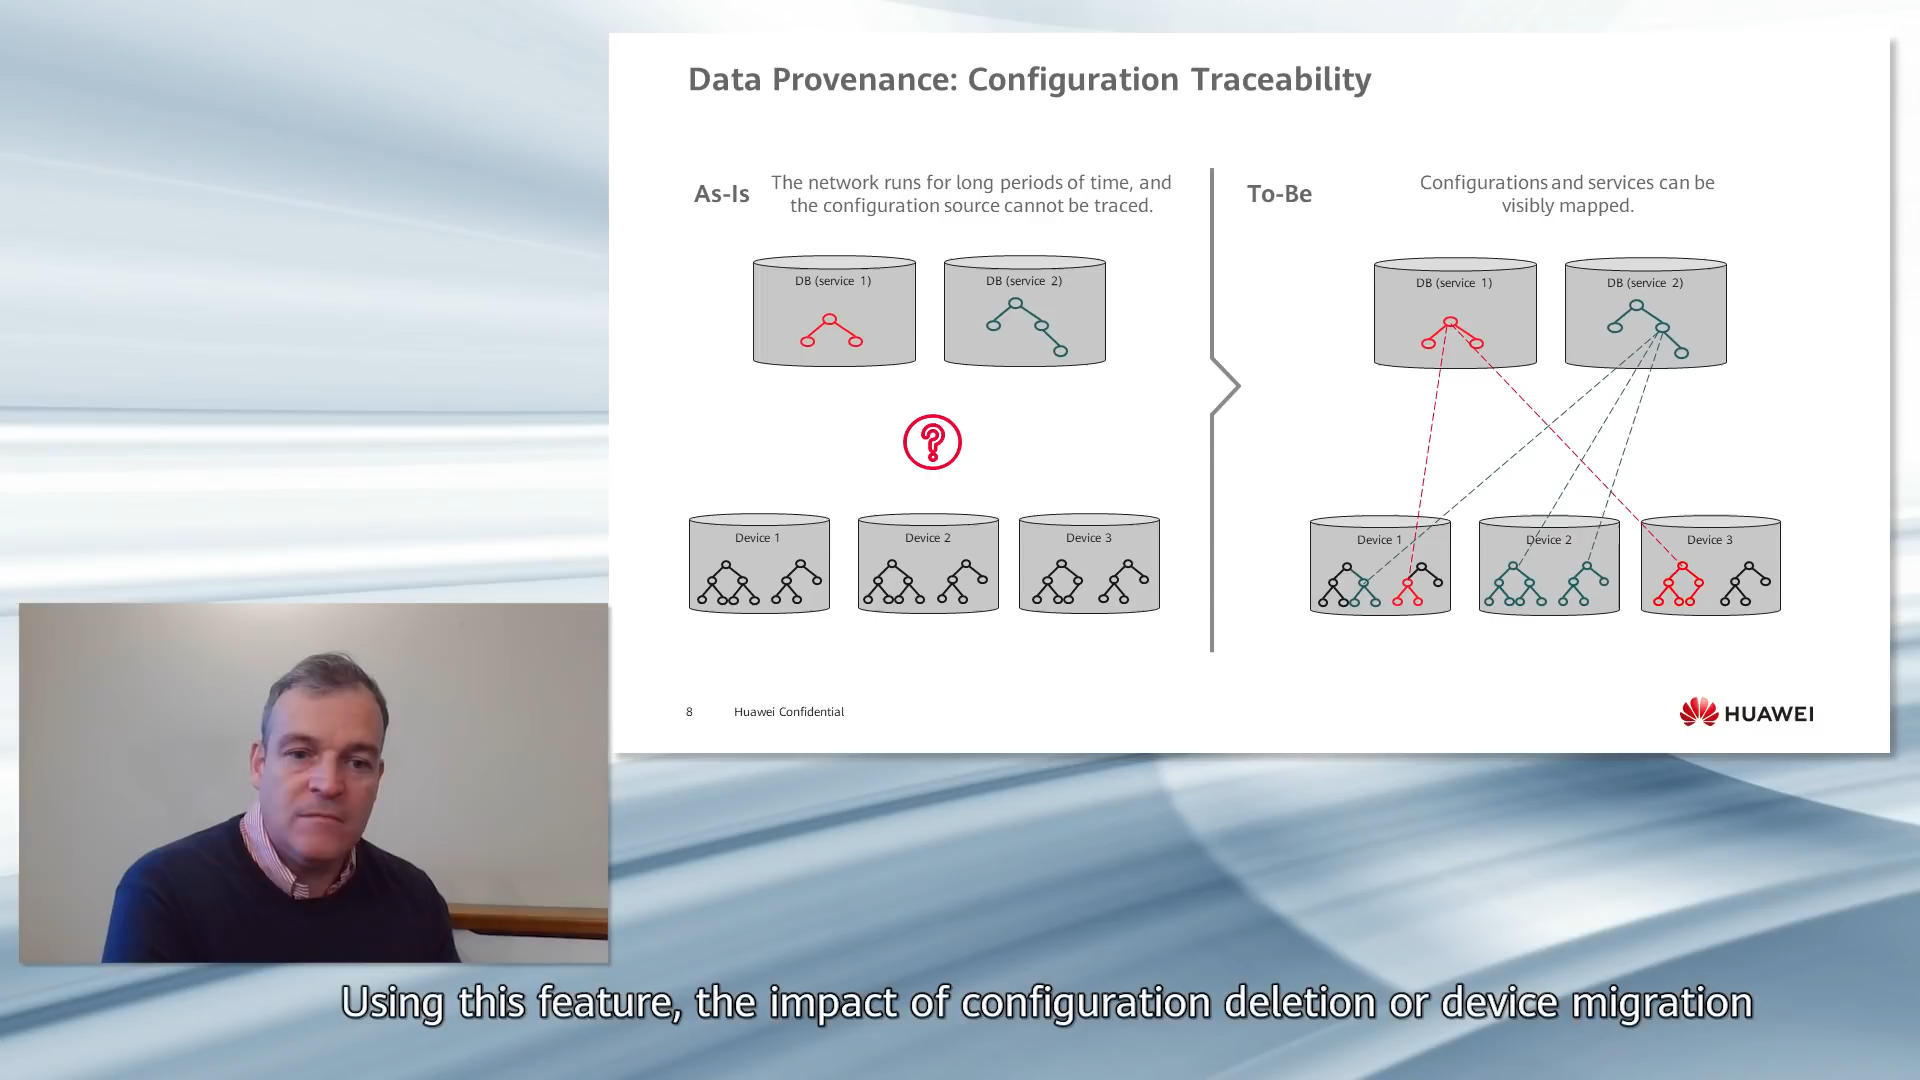 Data Provenance: Configuration Traceability
As-Is
The network runs for long periods of time, and
the configuration source cannot be traced.
DB (service 1)
DB (service 2)
?
Device 1
Device 2
Device 3
To-Be
Configurations and services can be
visibly mapped.
DB (service 1)
DB (service 2)
Device 1
Device 2
Device 3
8
Huawei Confidential
HUAWEI
Using this feature, the impact of configuration deletion or device migration